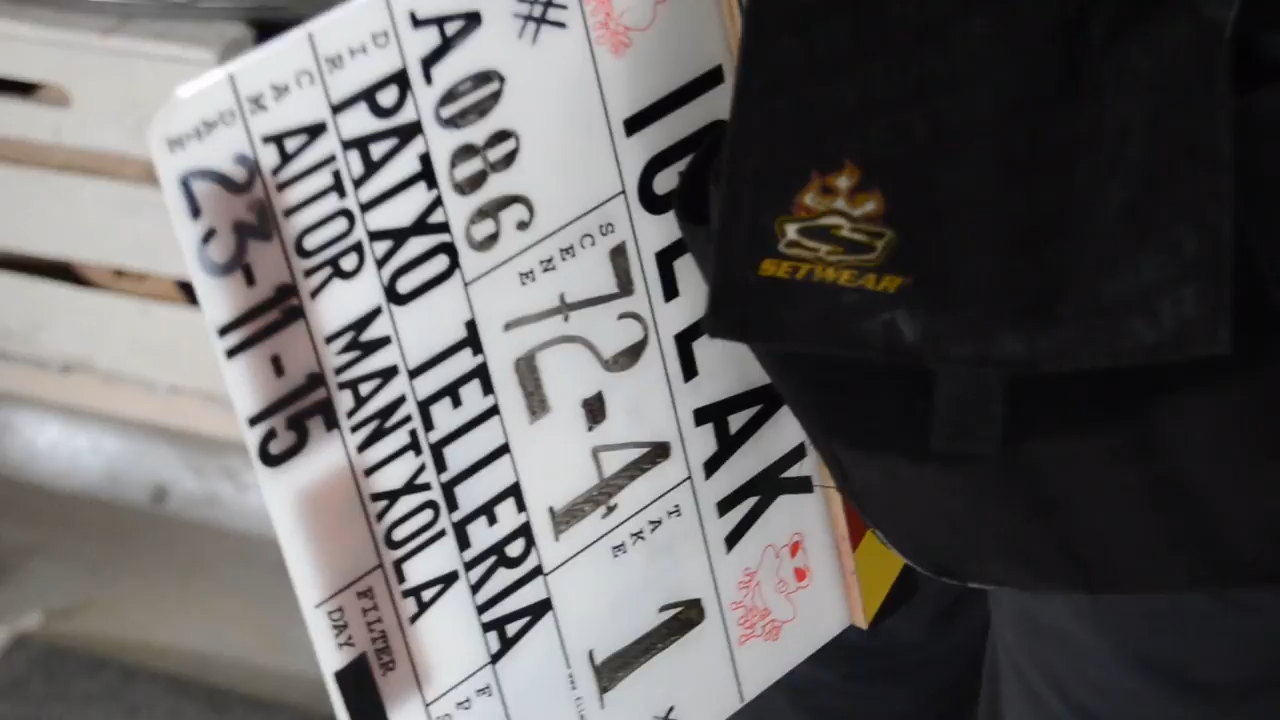 #
A086
SCENE
72-4
TAKE
1
DIR
PATXO TELLERIA
CAM
AITOR MANTXOLA
DATE
23-11-15
FILTER
DAY
FPS
SETWEAR